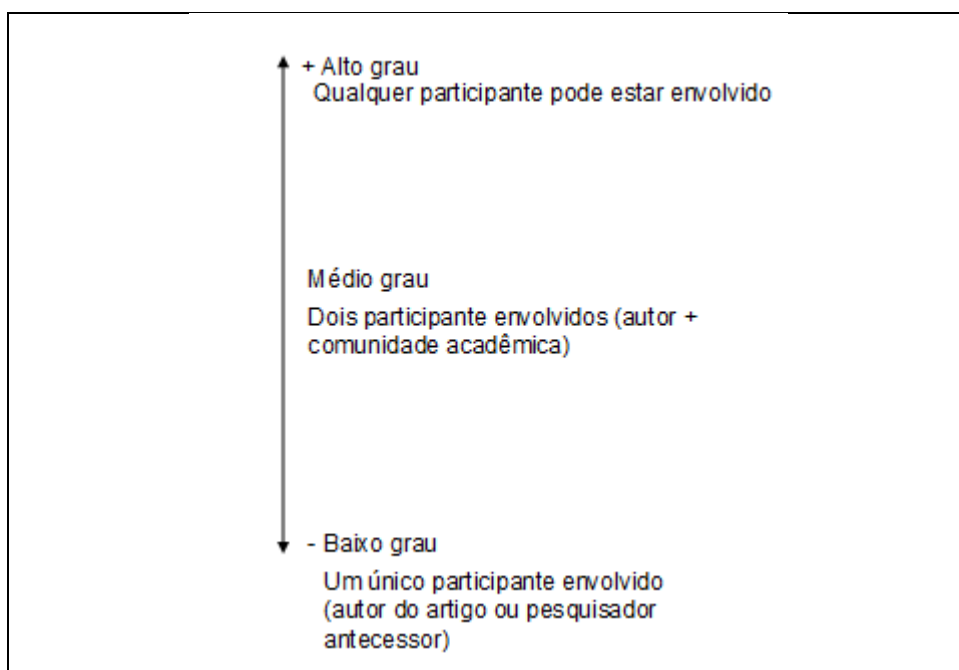 + Alto grau
Qualquer participante pode estar envolvido
Médio grau
Dois participante envolvidos (autor +
comunidade acadêmica)
- Baixo grau
Um único participante envolvido
(autor do artigo ou pesquisador
antecessor)